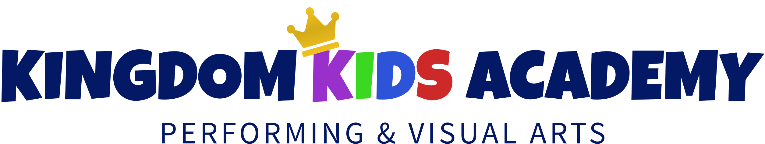 KINGDOM KIDS ACADEMY
PERFORMING & VISUAL ARTS